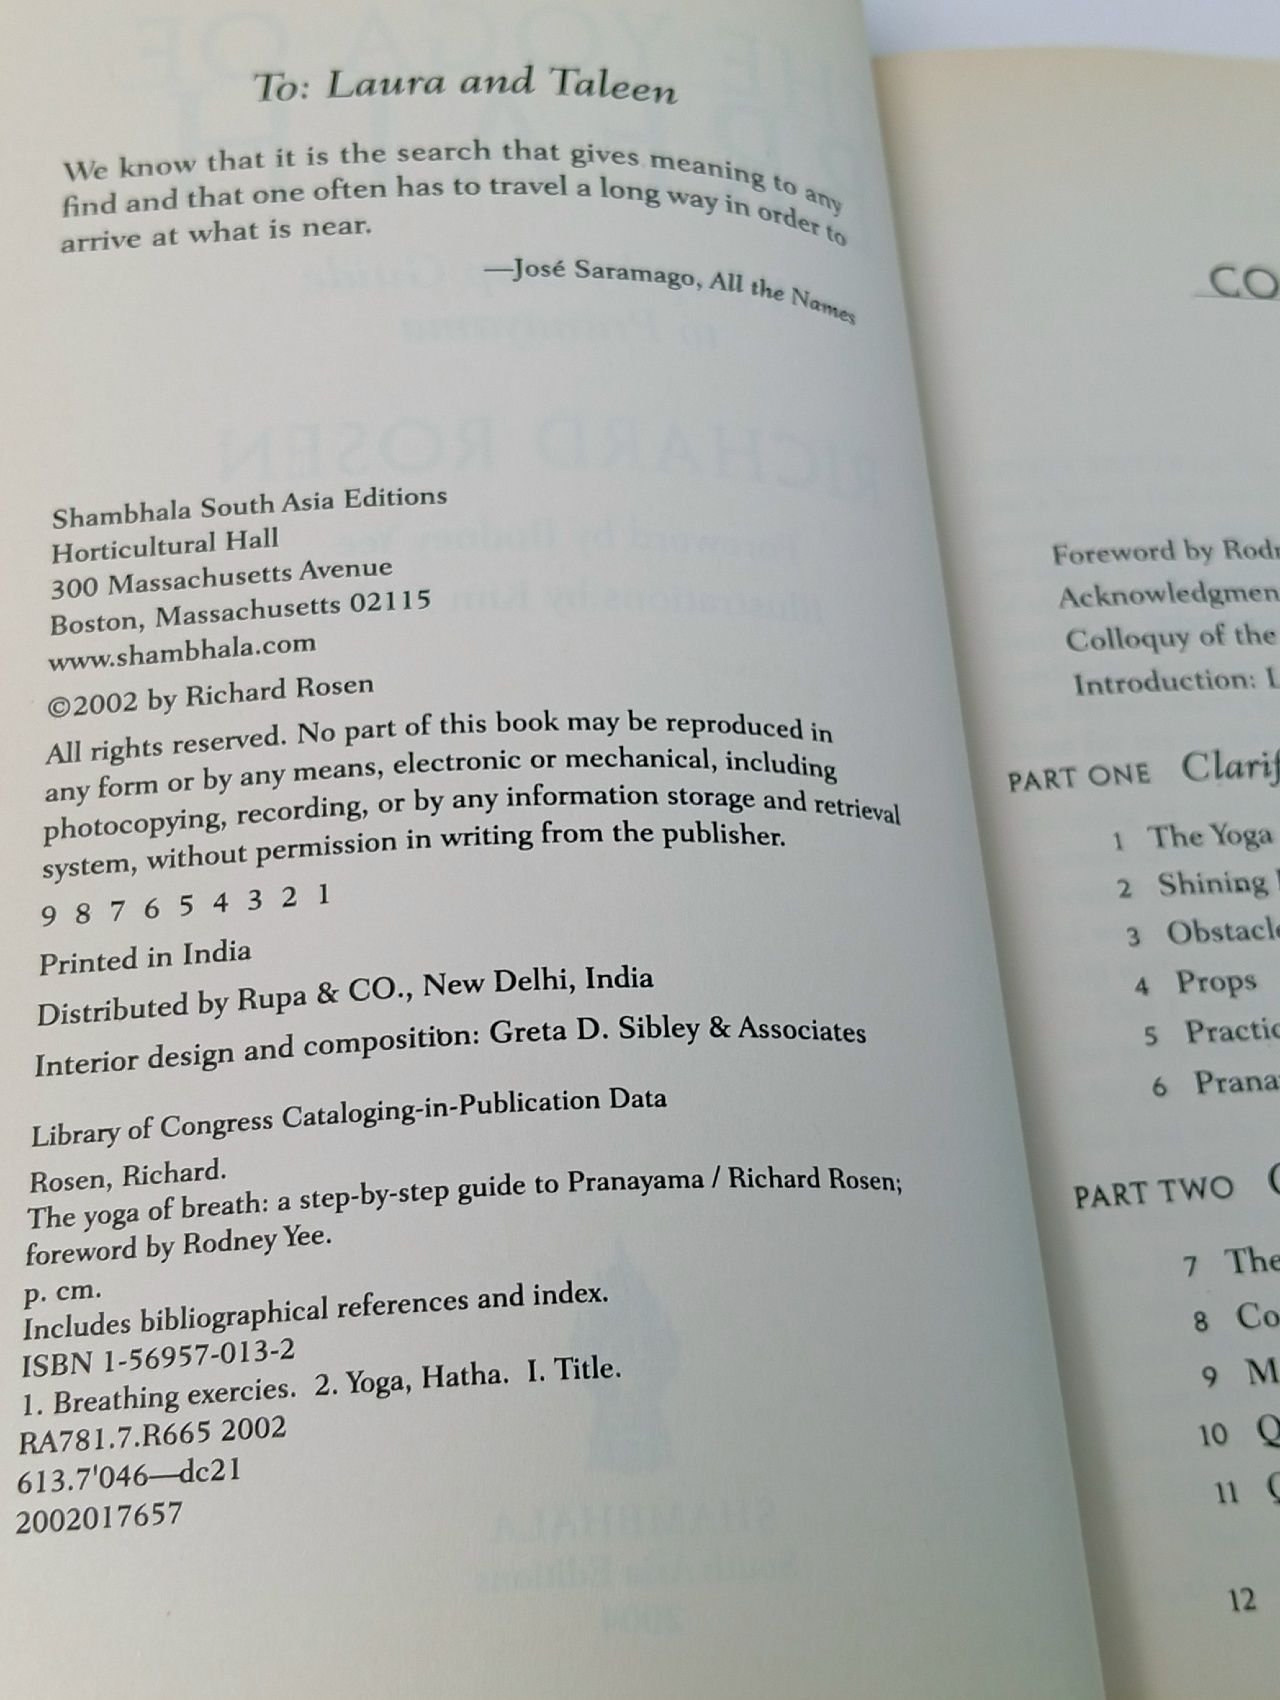 To: Laura and Taleen
We know that it is the search that gives meaning to any
find and that one often has to travel a long way in order to
arrive at what is near.
—José Saramago, All the Names
Shambhala South Asia Editions
Horticultural Hall
300 Massachusetts Avenue
Boston, Massachusetts 02115
www.shambhala.com
©2002 by Richard Rosen
All rights reserved. No part of this book may be reproduced in
any form or by any means, electronic or mechanical, including
photocopying, recording, or by any information storage and retrieval
system, without permission in writing from the publisher.
9 8 7 6 5 4 3 2 1
Printed in India
Distributed by Rupa & CO., New Delhi, India
Interior design and composition: Greta D. Sibley & Associates
Library of Congress Cataloging-in-Publication Data
Rosen, Richard.
The yoga of breath: a step-by-step guide to Pranayama / Richard Rosen;
foreword by Rodney Yee.
p. cm.
Includes bibliographical references and index.
ISBN 1-56957-013-2
1. Breathing exercies. 2. Yoga, Hatha. I. Title.
RA781.7.R665 2002
613.7'046—dc21
2002017657
CO
Foreword by Rodn
Acknowledgmen
Colloquy of the
Introduction: L
PART ONE Clarif
1 The Yoga
2 Shining
3 Obstacle
4 Props
5 Practic
6 Prana
PART TWO
7 The
8 Co
9 M
10 Q
11
12